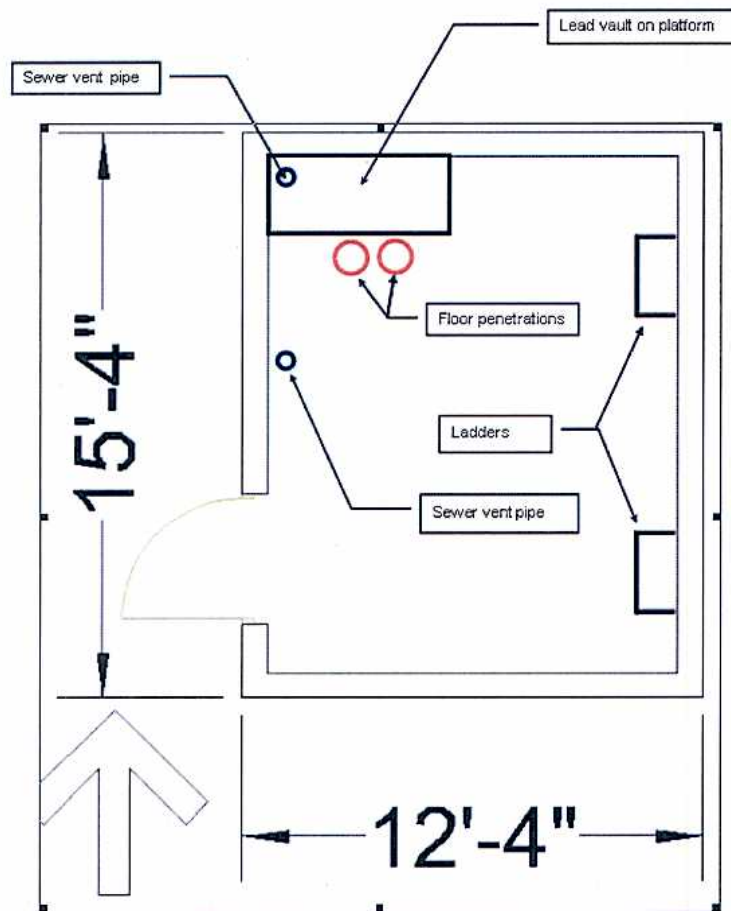 Lead vault on platform
Sewer vent pipe
Floor penetrations
15'-4"
Ladders
Sewer vent pipe
12'-4"